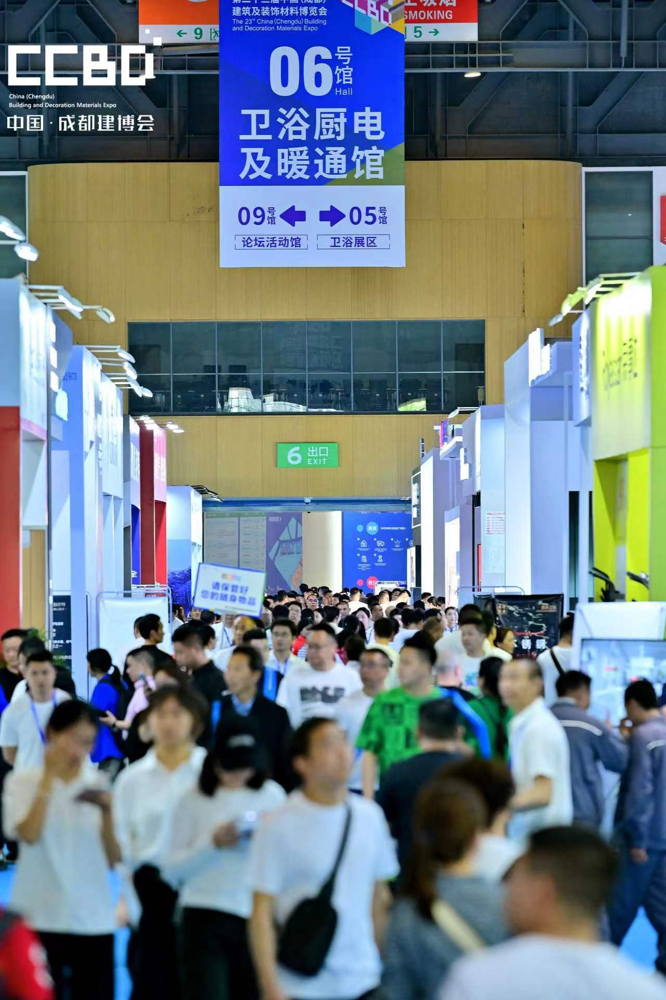 第二十三届中国(成都)
建筑及装饰材料博览会
The 23rd China (Chengdu) Building
and Decoration Materials Expo
CCBD
← 9
SMOKING
5 →
CCBD
China (Chengdu)
Building and Decoration Materials Expo
中国·成都建博会
06号馆
Hall
卫浴厨电
及暖通馆
09号馆 ← → 05号馆
论坛活动馆 卫浴展区
6 出口
EXIT
请保管好
您的随身物品